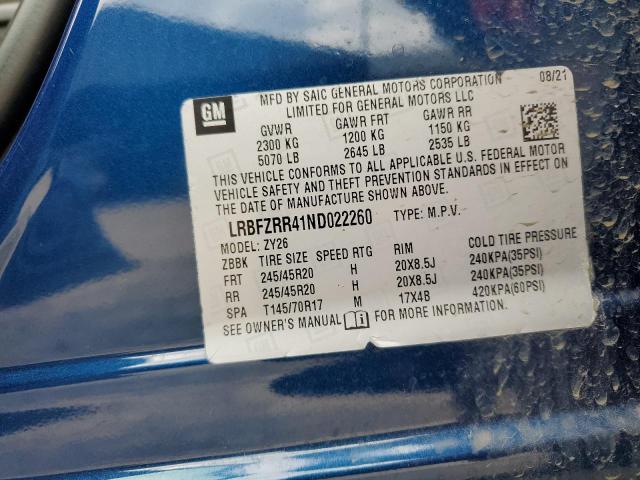 GM
MFD BY SAIC GENERAL MOTORS CORPORATION 08/21
LIMITED FOR GENERAL MOTORS LLC
GVWR GAWR FRT GAWR RR
2300 KG 1200 KG 1150 KG
5070 LB 2645 LB 2535 LB
THIS VEHICLE CONFORMS TO ALL APPLICABLE U.S. FEDERAL MOTOR
VEHICLE SAFETY AND THEFT PREVENTION STANDARDS IN EFFECT ON
THE DATE OF MANUFACTURE SHOWN ABOVE.
LRBFZRR41ND022260 TYPE: M.P.V.
MODEL: ZY26
ZBBK TIRE SIZE SPEED RTG RIM COLD TIRE PRESSURE
FRT 245/45R20 H 20X8.5J 240KPA(35PSI)
RR 245/45R20 H 20X8.5J 240KPA(35PSI)
SPA T145/70R17 M 17X4B 420KPA(60PSI)
SEE OWNER'S MANUAL FOR MORE INFORMATION.